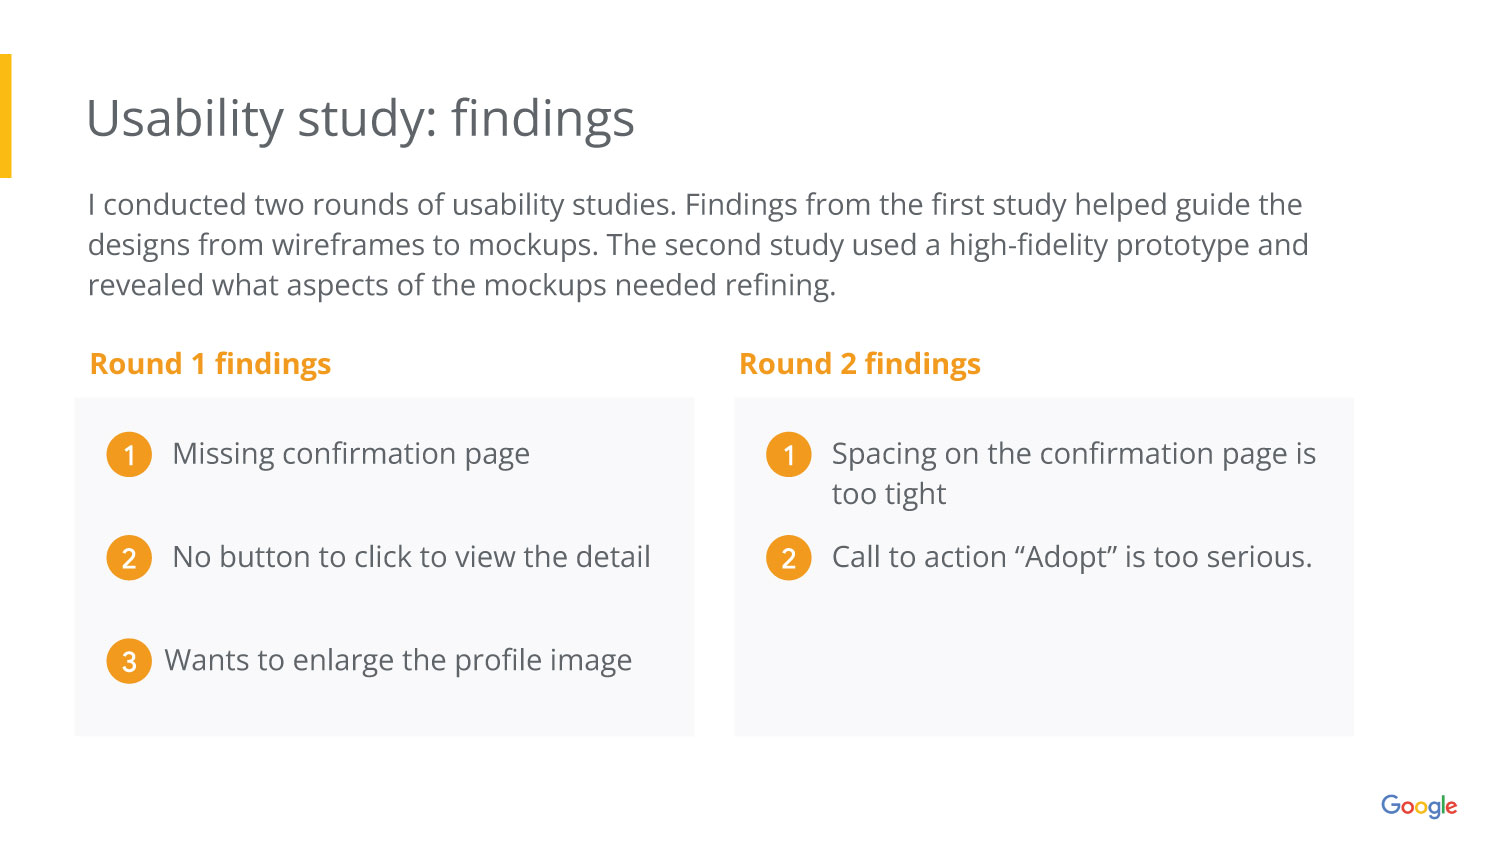 Usability study: findings
I conducted two rounds of usability studies. Findings from the first study helped guide the
designs from wireframes to mockups. The second study used a high-fidelity prototype and
revealed what aspects of the mockups needed refining.
Round 1 findings
1 Missing confirmation page
2 No button to click to view the detail
3 Wants to enlarge the profile image
Round 2 findings
1 Spacing on the confirmation page is
too tight
2 Call to action “Adopt” is too serious.
Google